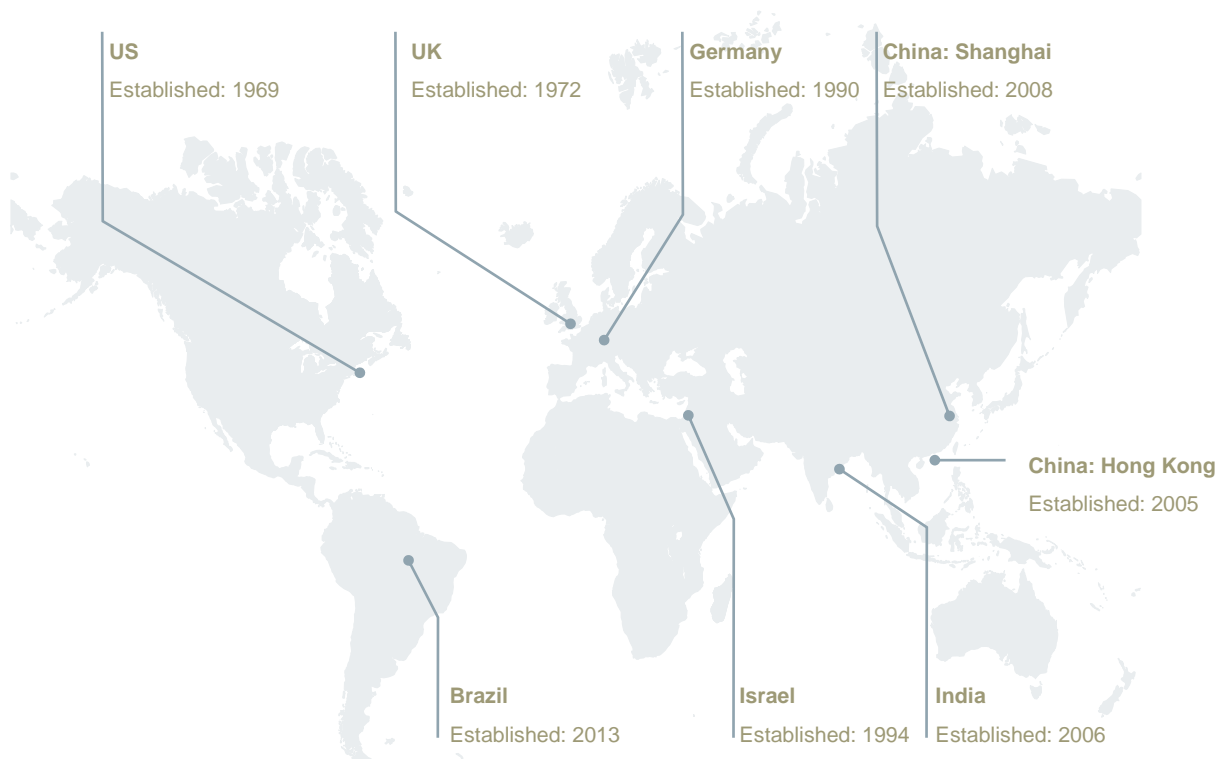 US
Established: 1969
UK
Established: 1972
Germany
Established: 1990
China: Shanghai
Established: 2008
China: Hong Kong
Established: 2005
Brazil
Established: 2013
Israel
Established: 1994
India
Established: 2006